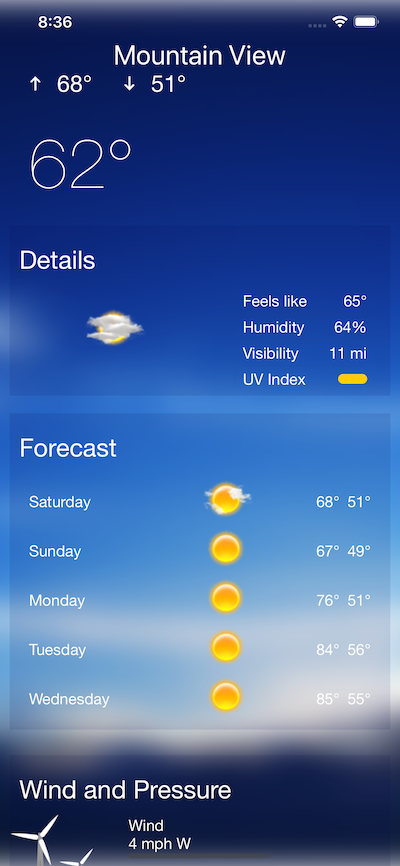 8:36
Mountain View
↑ 68° ↓ 51°
62°
Details
Feels like 65°
Humidity 64%
Visibility 11 mi
UV Index
Forecast
Saturday 68° 51°
Sunday 67° 49°
Monday 76° 51°
Tuesday 84° 56°
Wednesday 85° 55°
Wind and Pressure
Wind
4 mph W